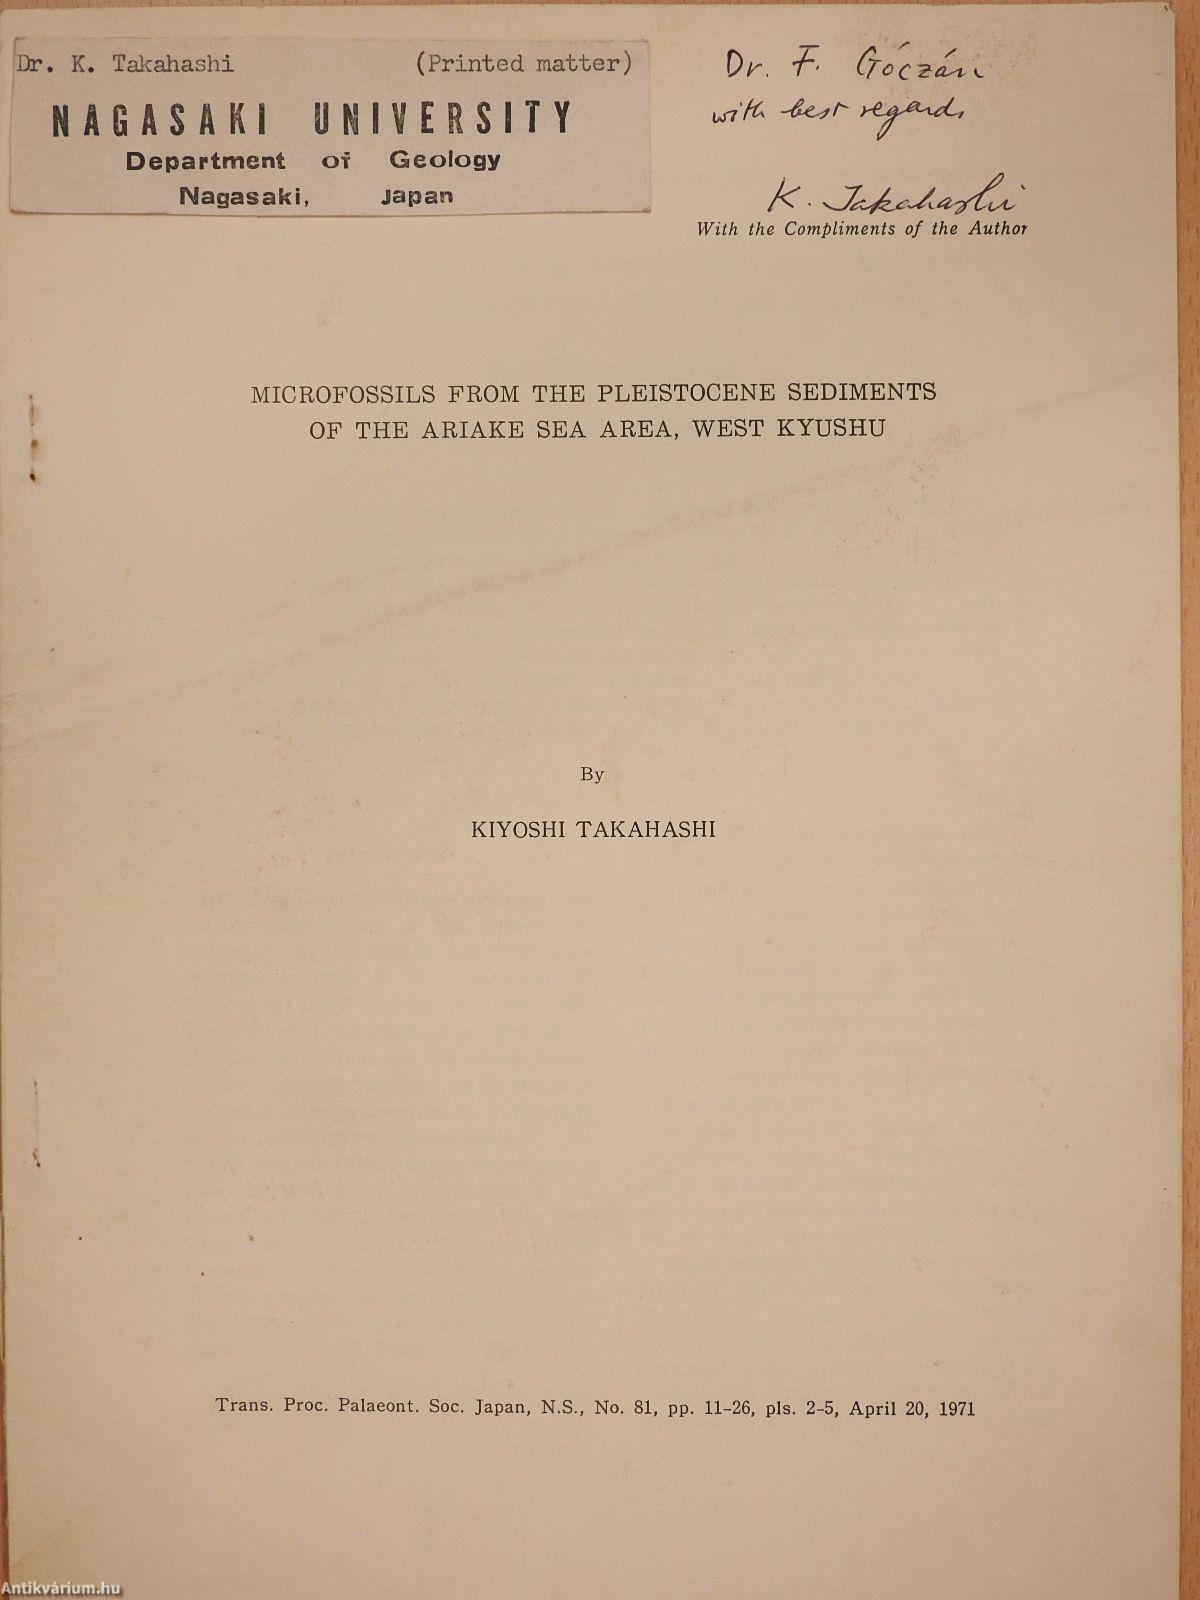 Dr. K. Takahashi (Printed matter)
NAGASAKI UNIVERSITY
Department of Geology
Nagasaki, Japan
Dr. F. Góczán
with best regards
K. Takahashi
With the Compliments of the Author
MICROFOSSILS FROM THE PLEISTOCENE SEDIMENTS
OF THE ARIAKE SEA AREA, WEST KYUSHU
By
KIYOSHI TAKAHASHI
Trans. Proc. Palaeont. Soc. Japan, N.S., No. 81, pp. 11-26, pls. 2-5, April 20, 1971
Antikvárium.hu